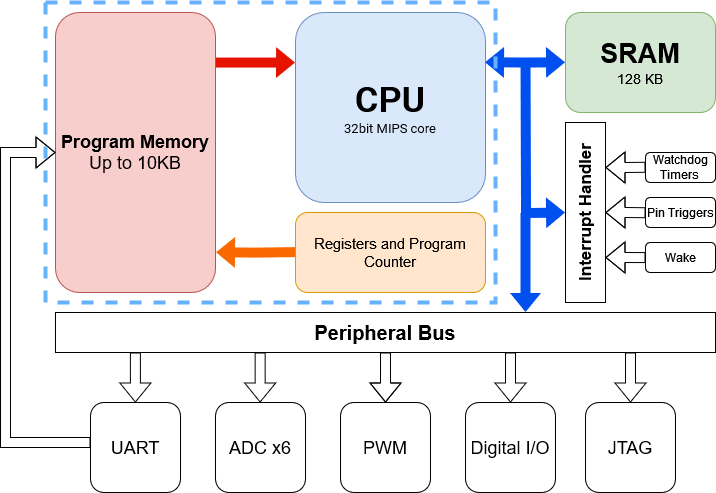 Program Memory
Up to 10KB
CPU
32bit MIPS core
SRAM
128 KB
Registers and Program
Counter
Interrupt Handler
Watchdog
Timers
Pin Triggers
Wake
Peripheral Bus
UART
ADC x6
PWM
Digital I/O
JTAG